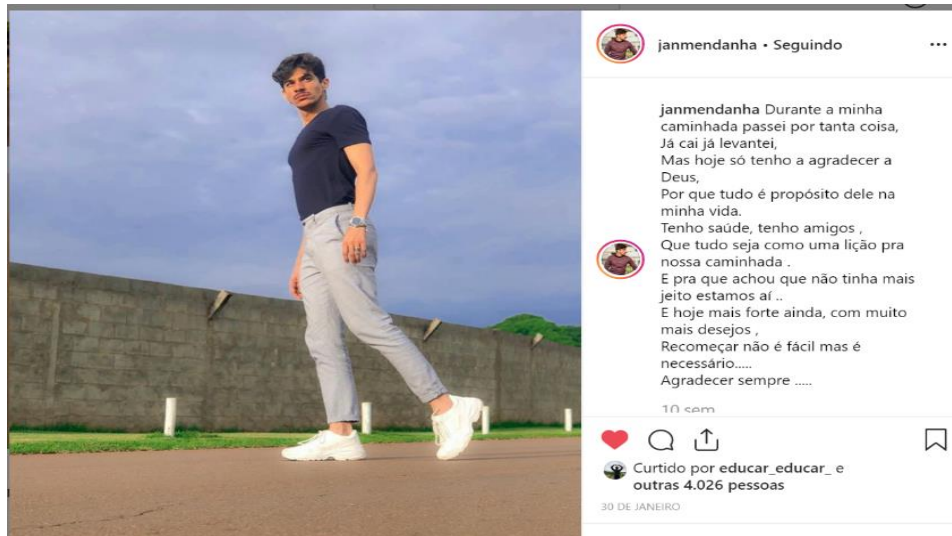 janmendanha • Seguindo
janmendanha Durante a minha
caminhada passei por tanta coisa,
Já cai já levantei,
Mas hoje só tenho a agradecer a
Deus,
Por que tudo é propósito dele na
minha vida.
Tenho saúde, tenho amigos ,
Que tudo seja como uma lição pra
nossa caminhada .
E pra que achou que não tinha mais
jeito estamos aí ..
E hoje mais forte ainda, com muito
mais desejos ,
Recomeçar não é fácil mas é
necessário.....
Agradecer sempre .....
10 sem
Curtido por educar_educar_ e
outras 4.026 pessoas
30 DE JANEIRO